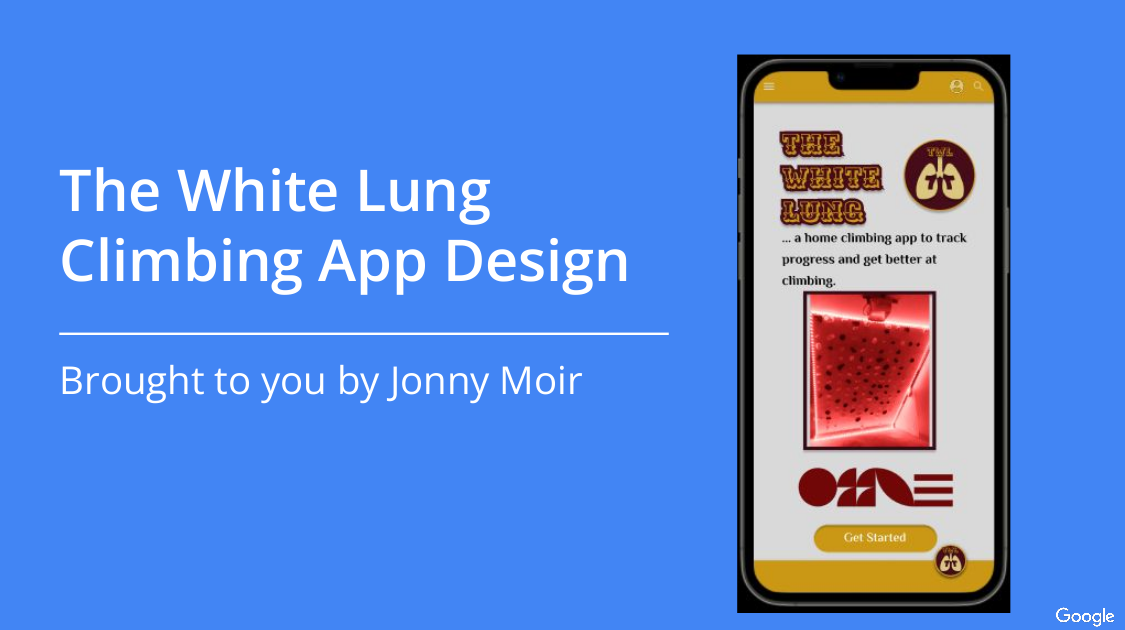 The White Lung
Climbing App Design
Brought to you by Jonny Moir
THE
WHITE
LUNG
TWL
... a home climbing app to track
progress and get better at
climbing.
Get Started
TWL
Google